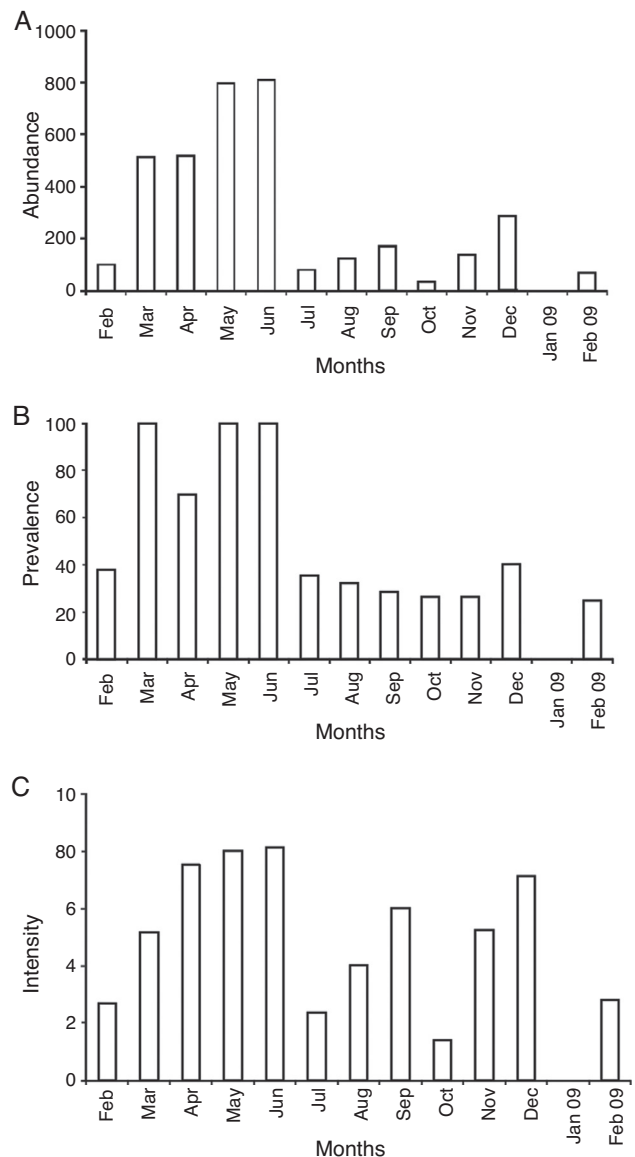 A
1000
800
600
400
200
0
Abundance
Feb Mar Apr May Jun Jul Aug Sep Oct Nov Dec Jan 09 Feb 09
Months
B
100
80
60
40
20
0
Prevalence
Feb Mar Apr May Jun Jul Aug Sep Oct Nov Dec Jan 09 Feb 09
Months
C
10
80
6
4
2
0
Intensity
Feb Mar Apr May Jun Jul Aug Sep Oct Nov Dec Jan 09 Feb 09
Months